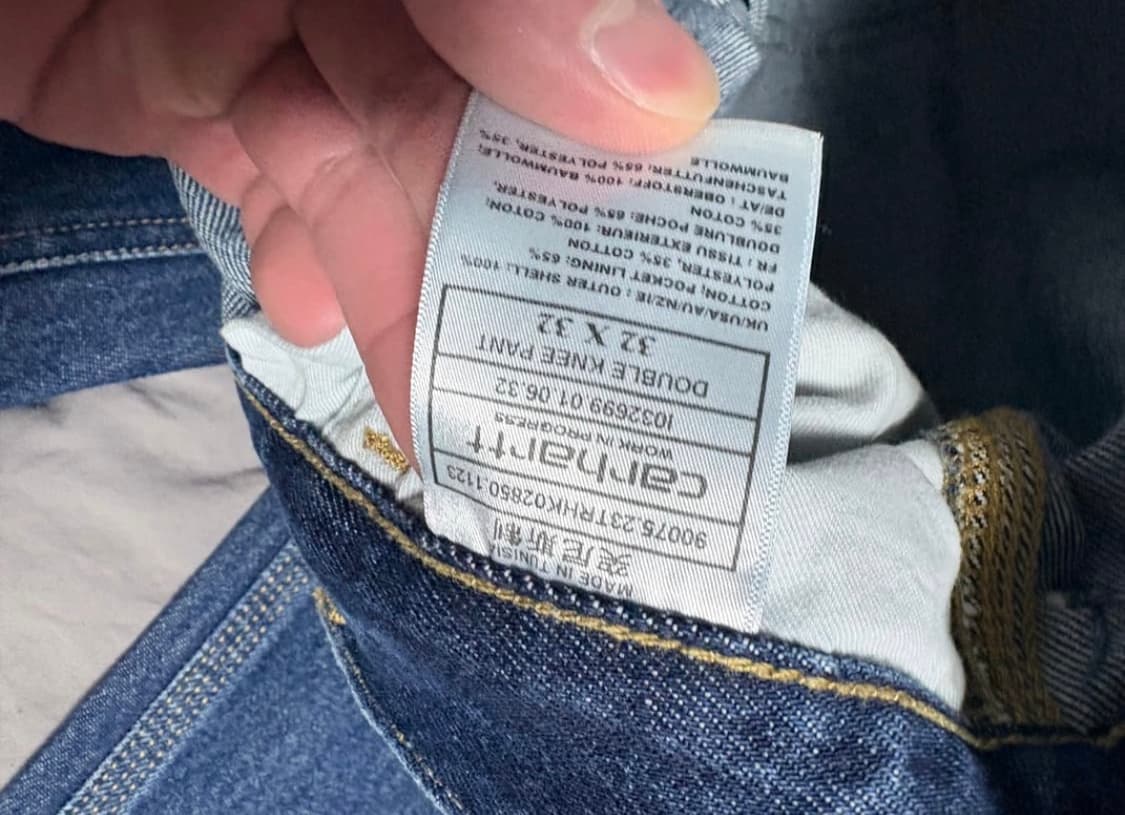 MADE IN TUNISIA
突尼斯制
90075.23TRHK02850.1123
carhartt
WORK IN PROGRESS
I032699 01 06 32
DOUBLE KNEE PANT
32 X 32
UK/USA/AU/NZ/IE : OUTER SHELL: 100%
COTTON; POCKET LINING: 65%
POLYESTER, 35% COTTON
FR : TISSU EXTERIEUR: 100% COTON;
DOUBLURE POCHE: 65% POLYESTER,
35% COTON
DE/AT : OBERSTOFF: 100% BAUMWOLLE;
TASCHENFUTTER: 65% POLYESTER, 35%
BAUMWOLLE